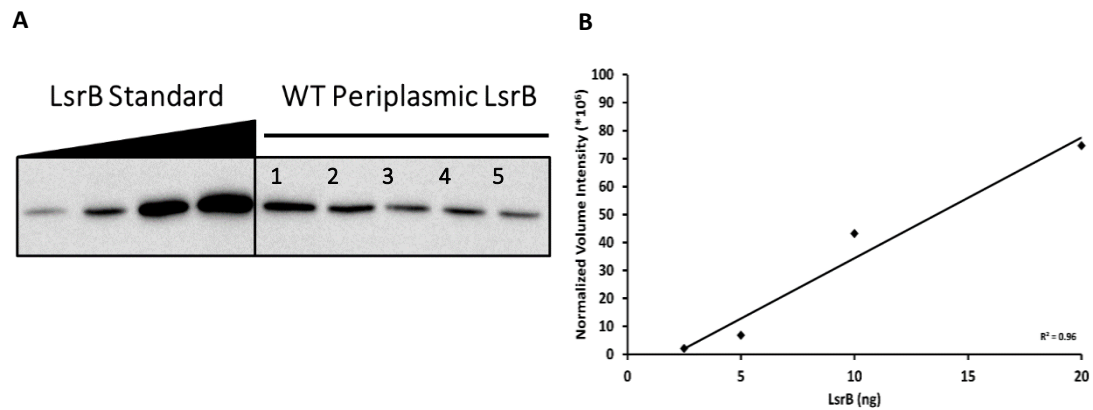 A
LsrB Standard
WT Periplasmic LsrB
1 2 3 4 5
B
Normalized Volume Intensity (*10⁶)
100
90
80
70
60
50
40
30
20
10
0
0 5 10 15 20
R² = 0.96
LsrB (ng)